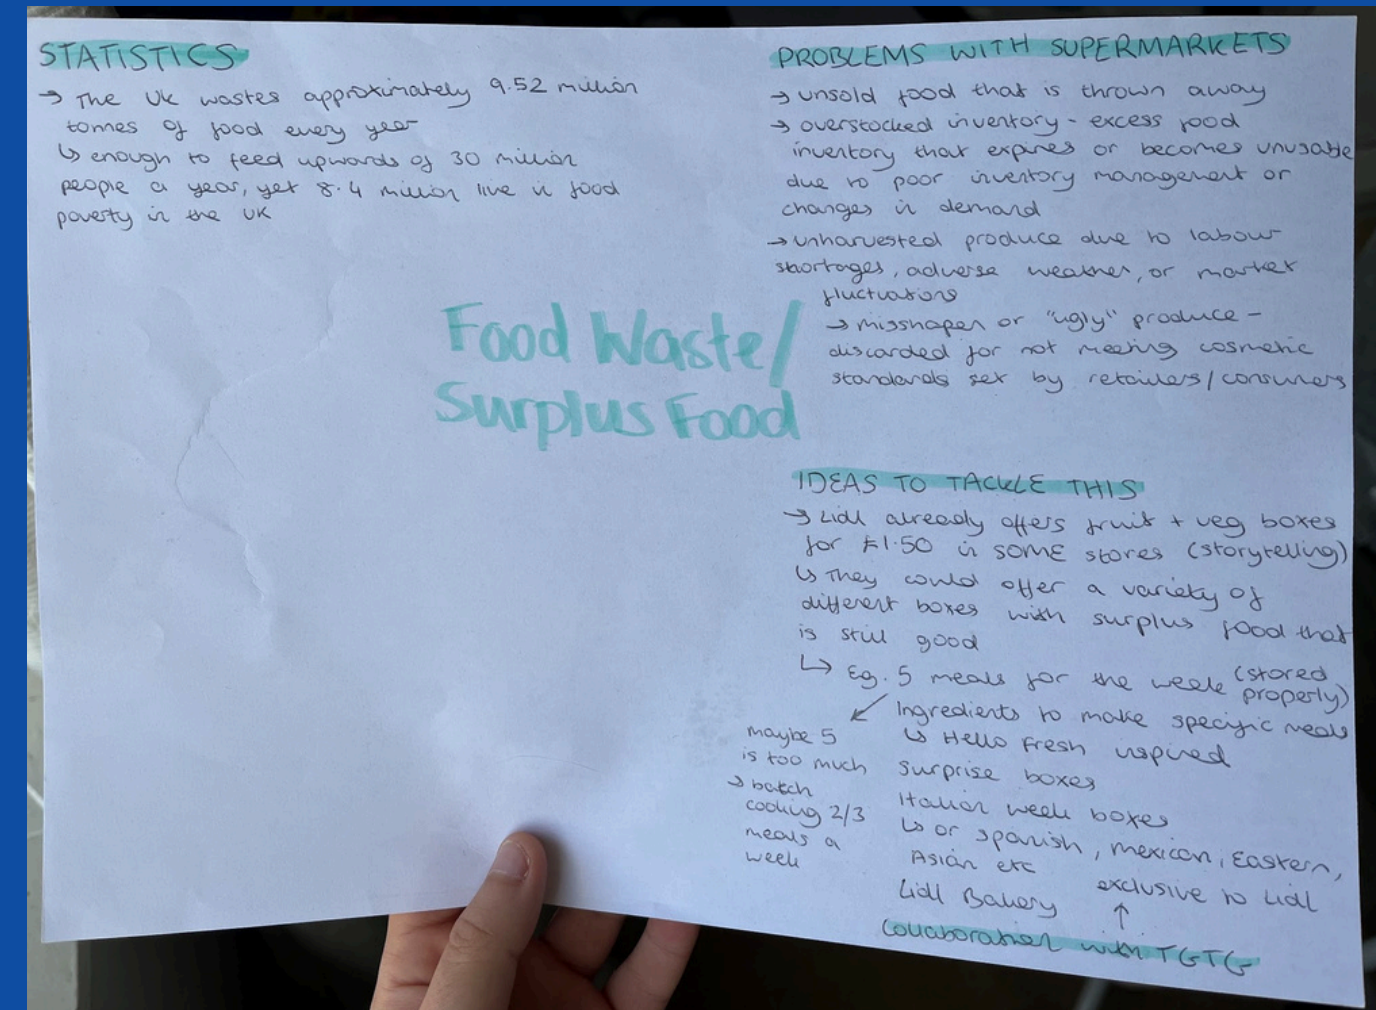 STATISTICS
→ The UK wastes approximately 9.52 million
tonnes of food every year
↳ enough to feed upwards of 30 million
people a year, yet 8.4 million live in food
poverty in the UK
Food Waste/
Surplus Food
PROBLEMS WITH SUPERMARKETS
→ unsold food that is thrown away
→ overstocked inventory - excess food
inventory that expires or becomes unusable
due to poor inventory management or
changes in demand
→ unharvested produce due to labour
shortages, adverse weather, or market
fluctuations
→ misshapen or "ugly" produce -
discarded for not meeting cosmetic
standards set by retailers/consumers
IDEAS TO TACKLE THIS
→ Lidl already offers fruit + veg boxes
for £1.50 in SOME stores (storytelling)
↳ They could offer a variety of
different boxes with surplus food that
is still good
↳ Eg. 5 meals for the week (stored
properly)
maybe 5
is too much
→ batch
cooking 2/3
meals a
week
Ingredients to make specific meals
↳ Hello Fresh inspired
surprise boxes
Italian week boxes
↳ or spanish, mexican, Eastern,
Asian etc
Lidl Bakery
exclusive to Lidl
↑
Collaboration with TGTG